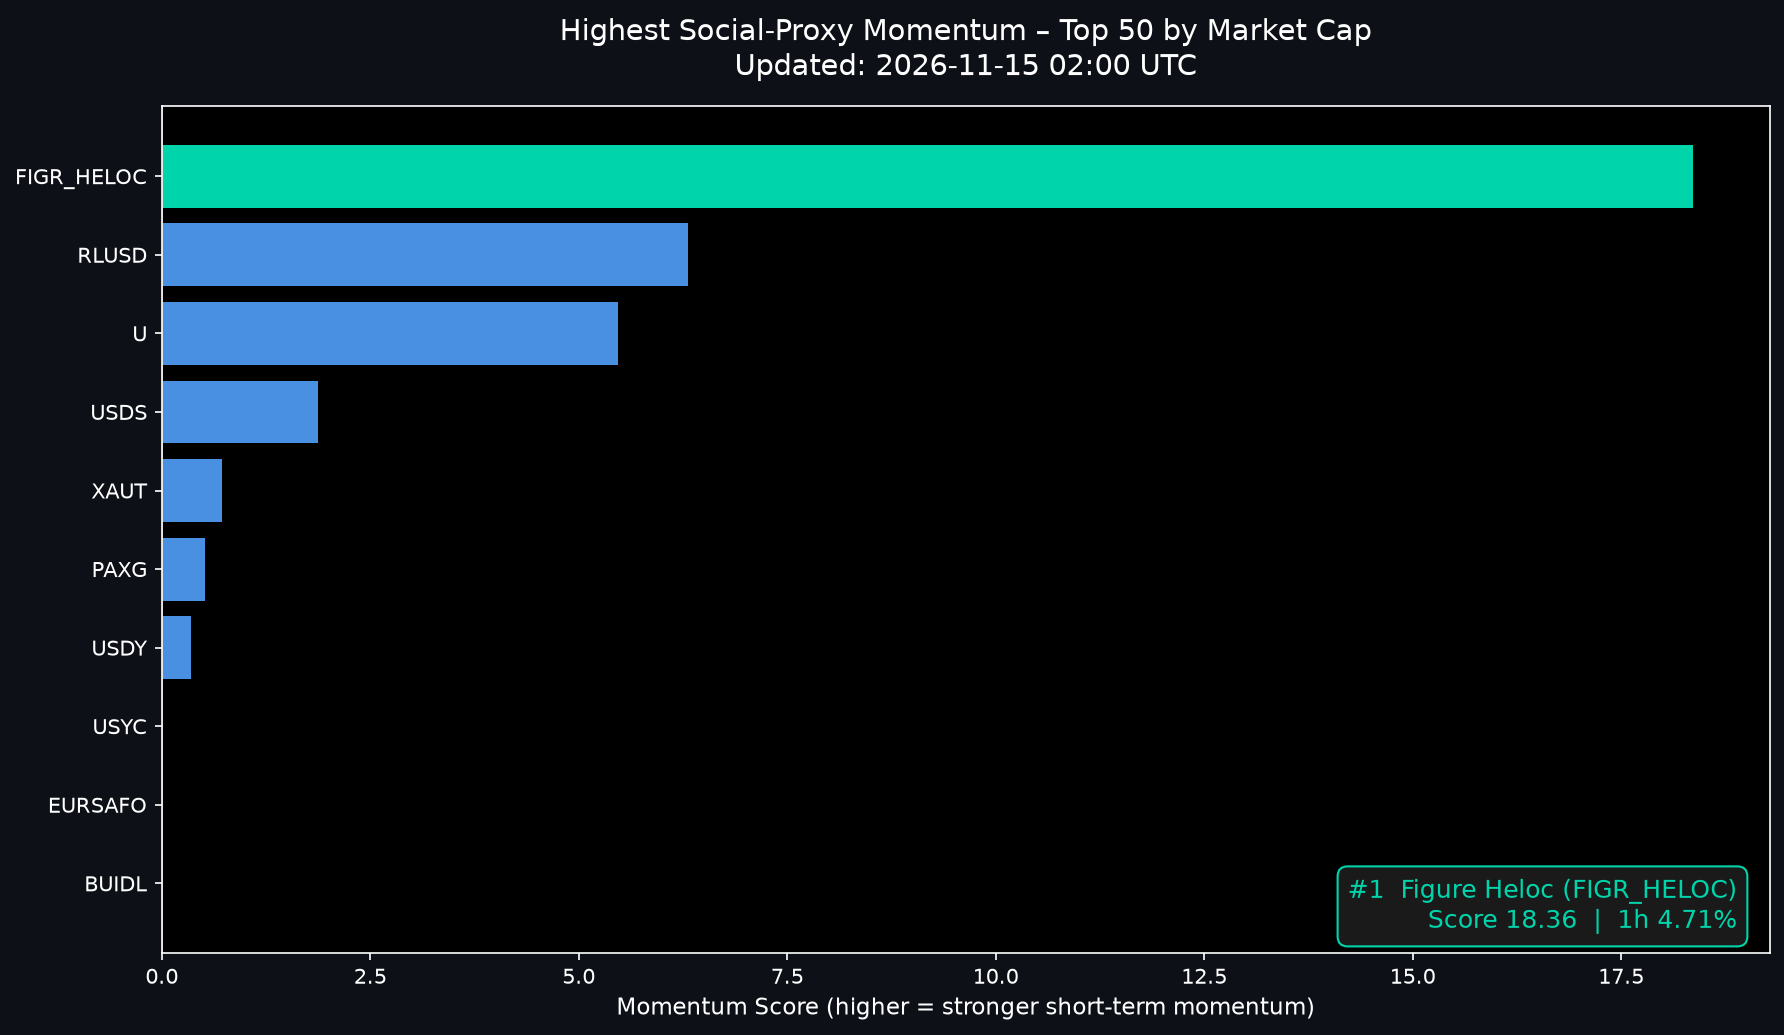 Highest Social-Proxy Momentum – Top 50 by Market Cap
Updated: 2026-11-15 02:00 UTC
FIGR_HELOC
RLUSD
U
USDS
XAUT
PAXG
USDY
USYC
EURSAFO
BUIDL
#1  Figure Heloc (FIGR_HELOC)
Score 18.36  |  1h 4.71%
0.0 2.5 5.0 7.5 10.0 12.5 15.0 17.5
Momentum Score (higher = stronger short-term momentum)